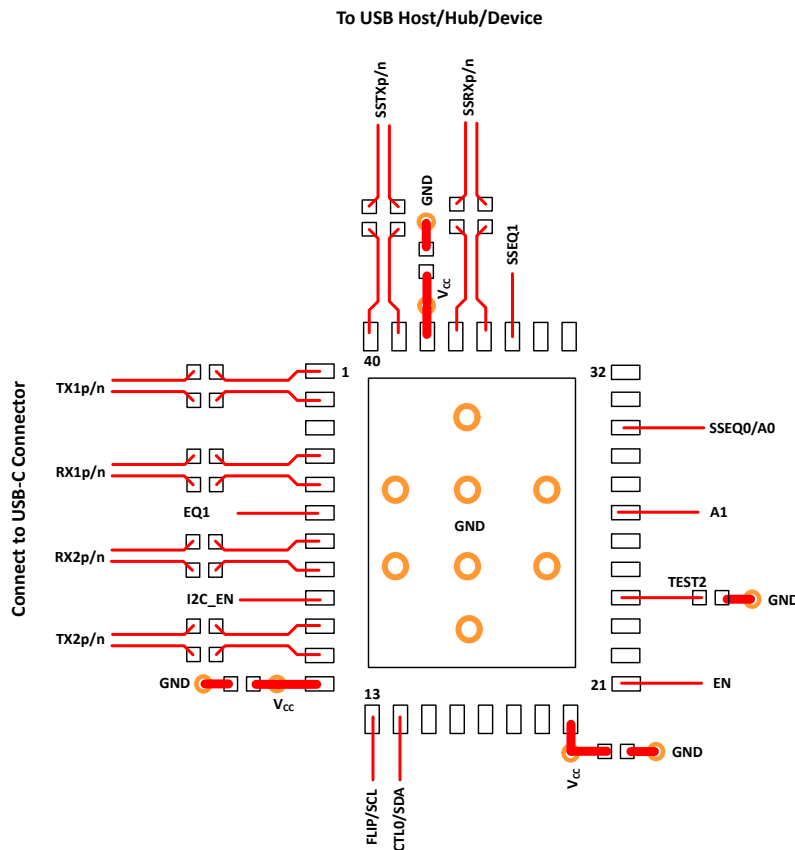 To USB Host/Hub/Device
SSTXp/n
SSRXp/n
GND
SSEQ1
VCC
40
1
32
TX1p/n
SSEQ0/A0
RX1p/n
EQ1
GND
A1
RX2p/n
I2C_EN
TEST2
GND
TX2p/n
GND
VCC
13
21
EN
GND
VCC
FLIP/SCL
CTL0/SDA
Connect to USB-C Connector